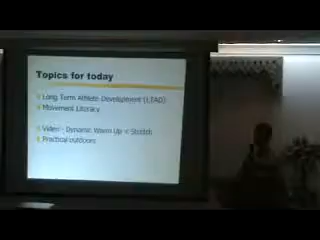 Topics for today
Long Term Athlete Development (LTAD)
Movement Literacy
Video - Dynamic Warm Up < Stretch
Practical outdoors